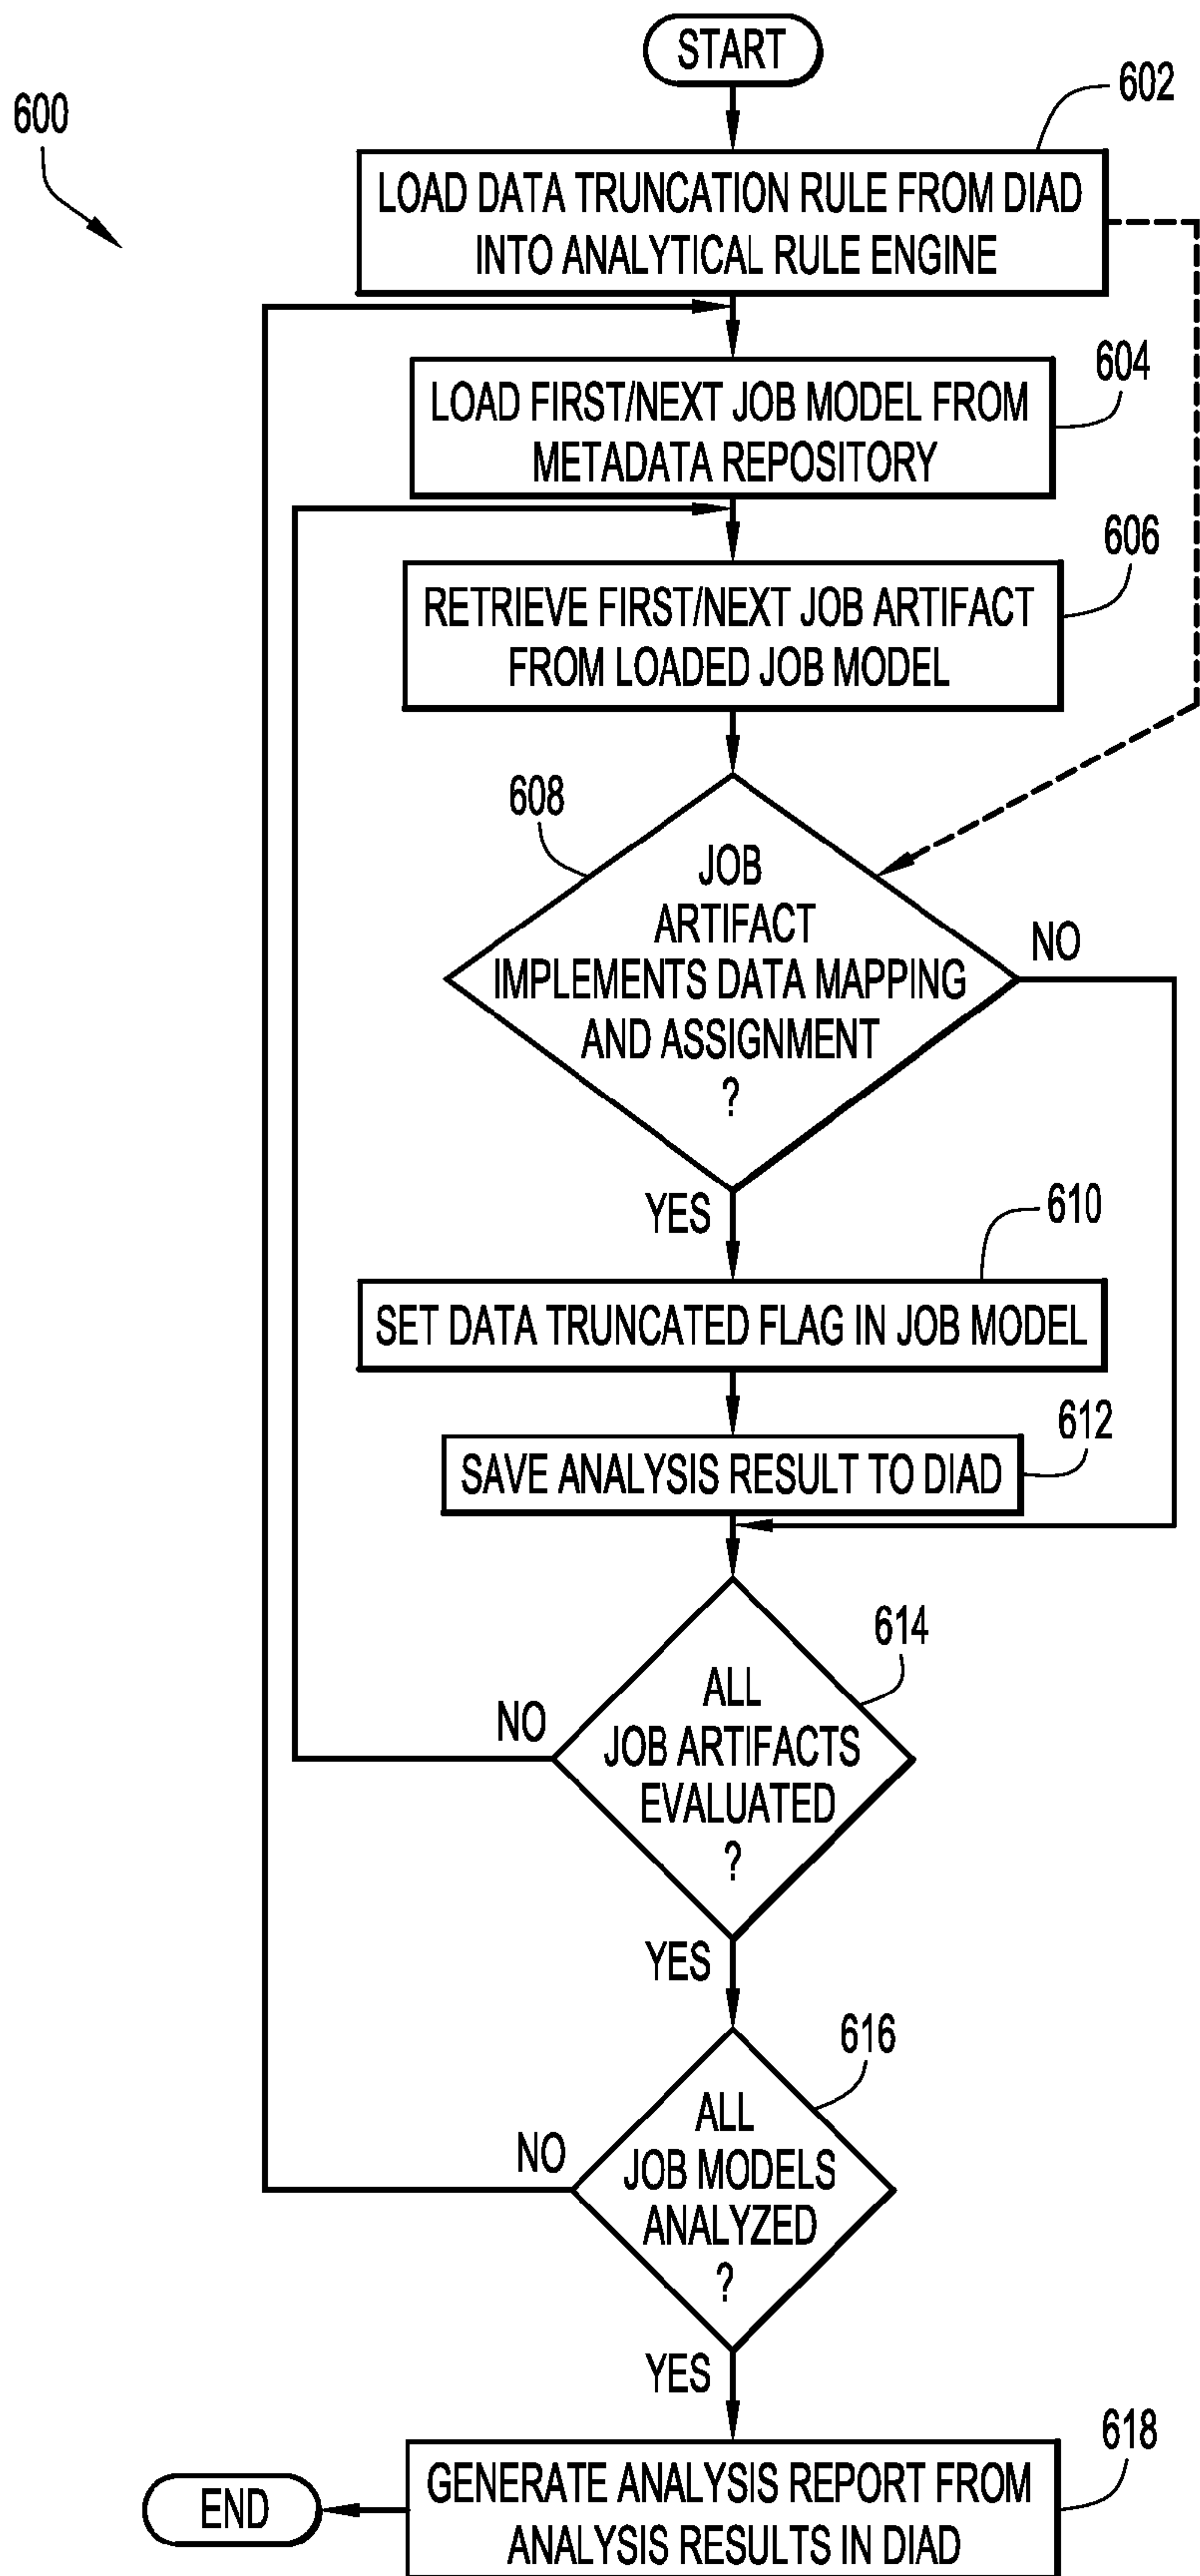 START
602
600
LOAD DATA TRUNCATION RULE FROM DIAD
INTO ANALYTICAL RULE ENGINE
604
LOAD FIRST/NEXT JOB MODEL FROM
METADATA REPOSITORY
606
RETRIEVE FIRST/NEXT JOB ARTIFACT
FROM LOADED JOB MODEL
608
JOB
ARTIFACT
IMPLEMENTS DATA MAPPING
AND ASSIGNMENT
?
NO
YES
610
SET DATA TRUNCATED FLAG IN JOB MODEL
612
SAVE ANALYSIS RESULT TO DIAD
614
ALL
JOB ARTIFACTS
EVALUATED
?
NO
YES
616
ALL
JOB MODELS
ANALYZED
?
NO
YES
618
GENERATE ANALYSIS REPORT FROM
ANALYSIS RESULTS IN DIAD
END